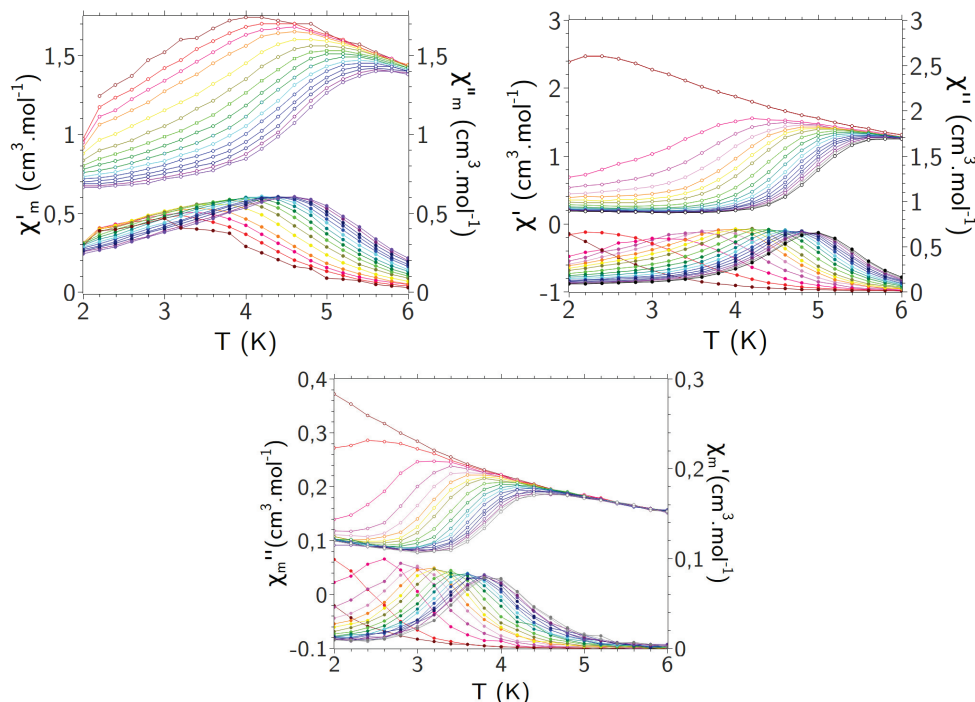 1,5
1
0,5
0
χ'm (cm³.mol⁻¹)
1,5
1
0,5
0
χ"m (cm³.mol⁻¹)
2 3 4 5 6
T (K)
3
2
1
0
-1
χ' (cm³.mol⁻¹)
3
2,5
2
1,5
1
0,5
0
χ'' (cm³.mol⁻¹)
2 3 4 5 6
T (K)
0,4
0,3
0,2
0,1
0
-0.1
χm'' (cm³.mol⁻¹)
0,3
0,2
0,1
0
χm' (cm³.mol⁻¹)
2 3 4 5 6
T (K)